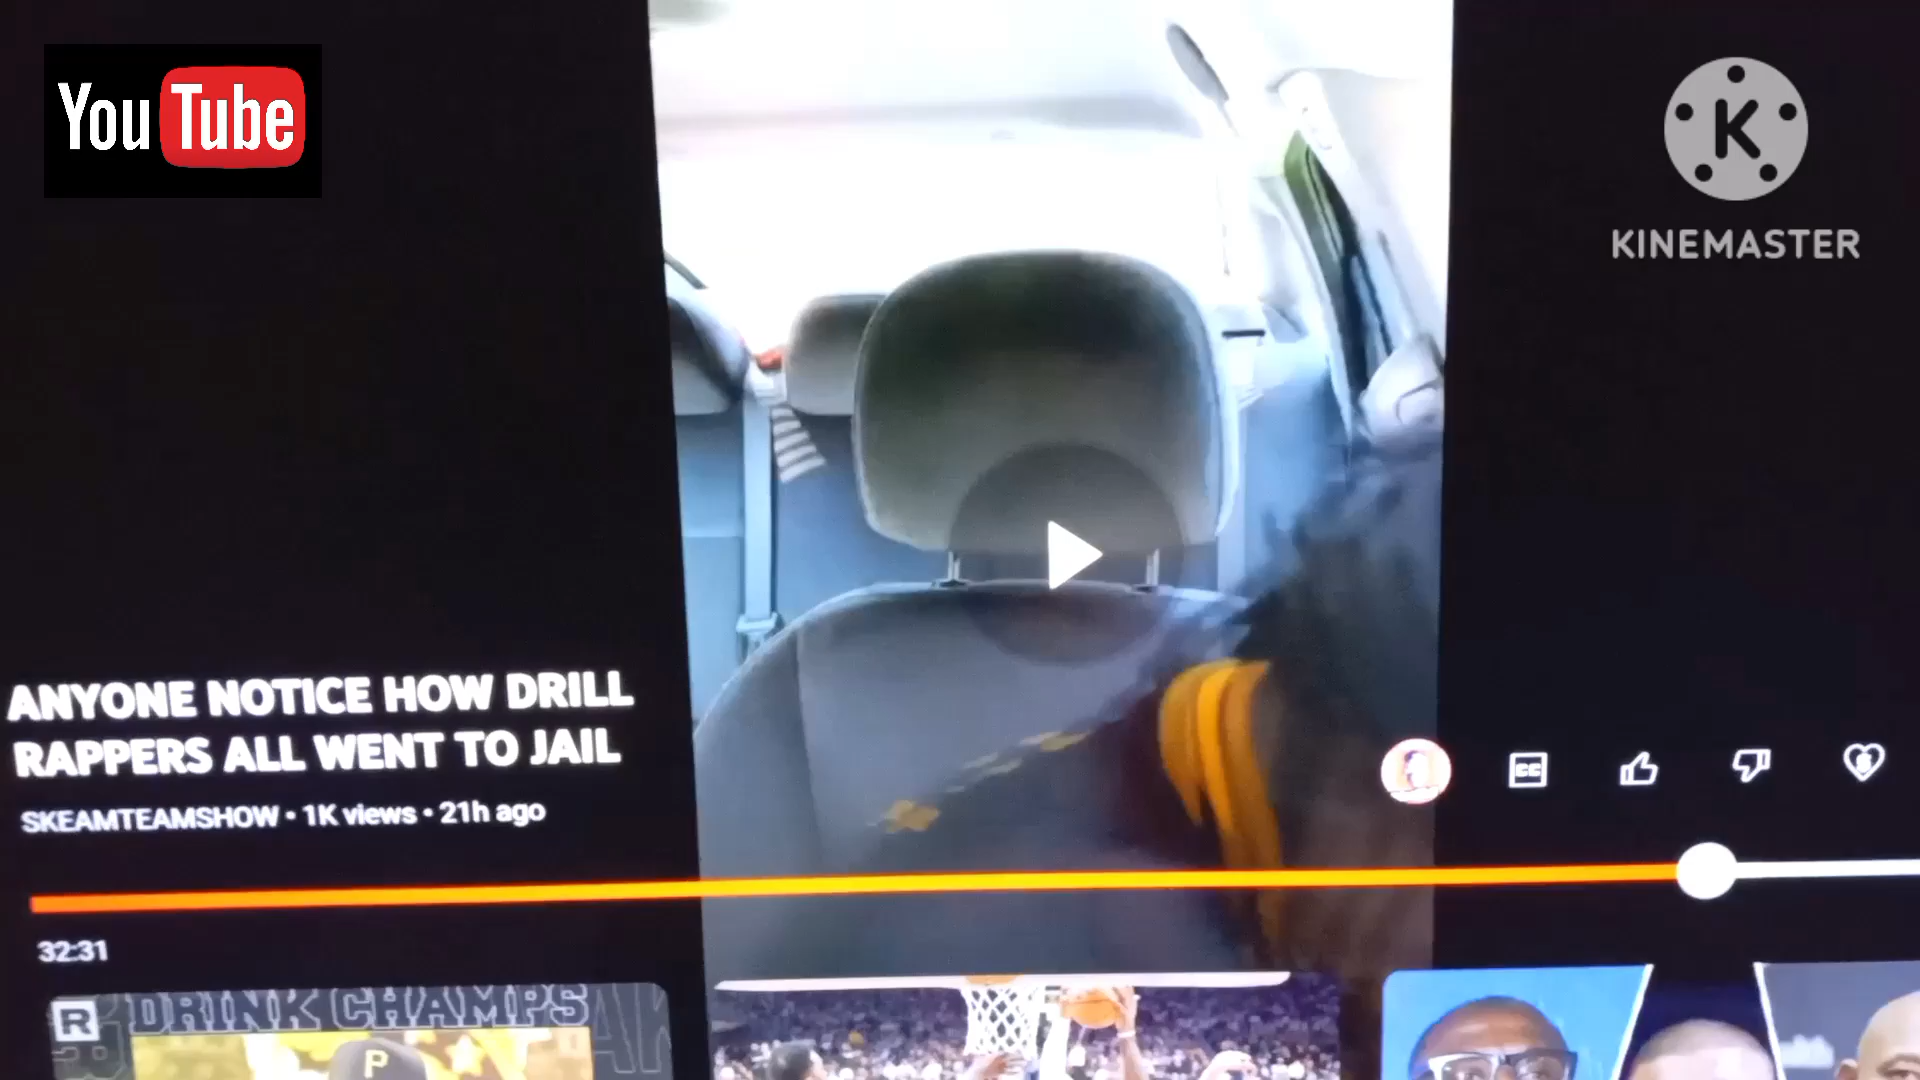 YouTube
K
KINEMASTER
ANYONE NOTICE HOW DRILL
RAPPERS ALL WENT TO JAIL
SKEAMTEAMSHOW • 1K views • 21h ago
CC
32:31
R
DRINK CHAMPS
P